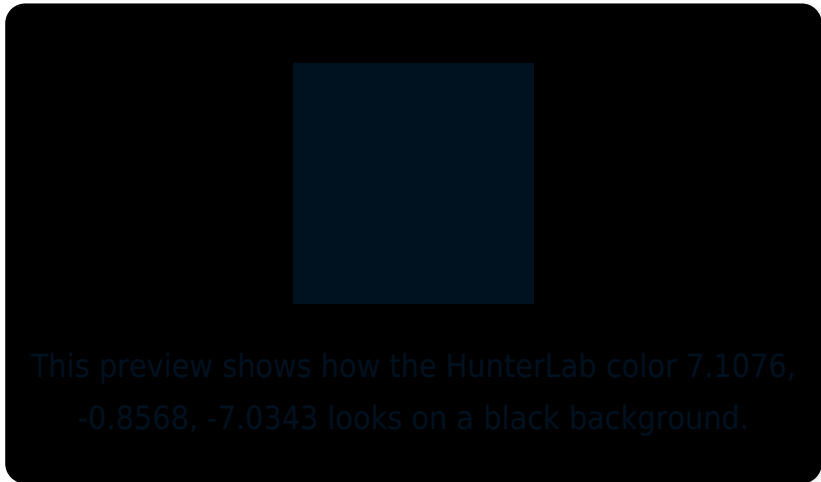 This preview shows how the HunterLab color 7.1076,
-0.8568, -7.0343 looks on a black background.